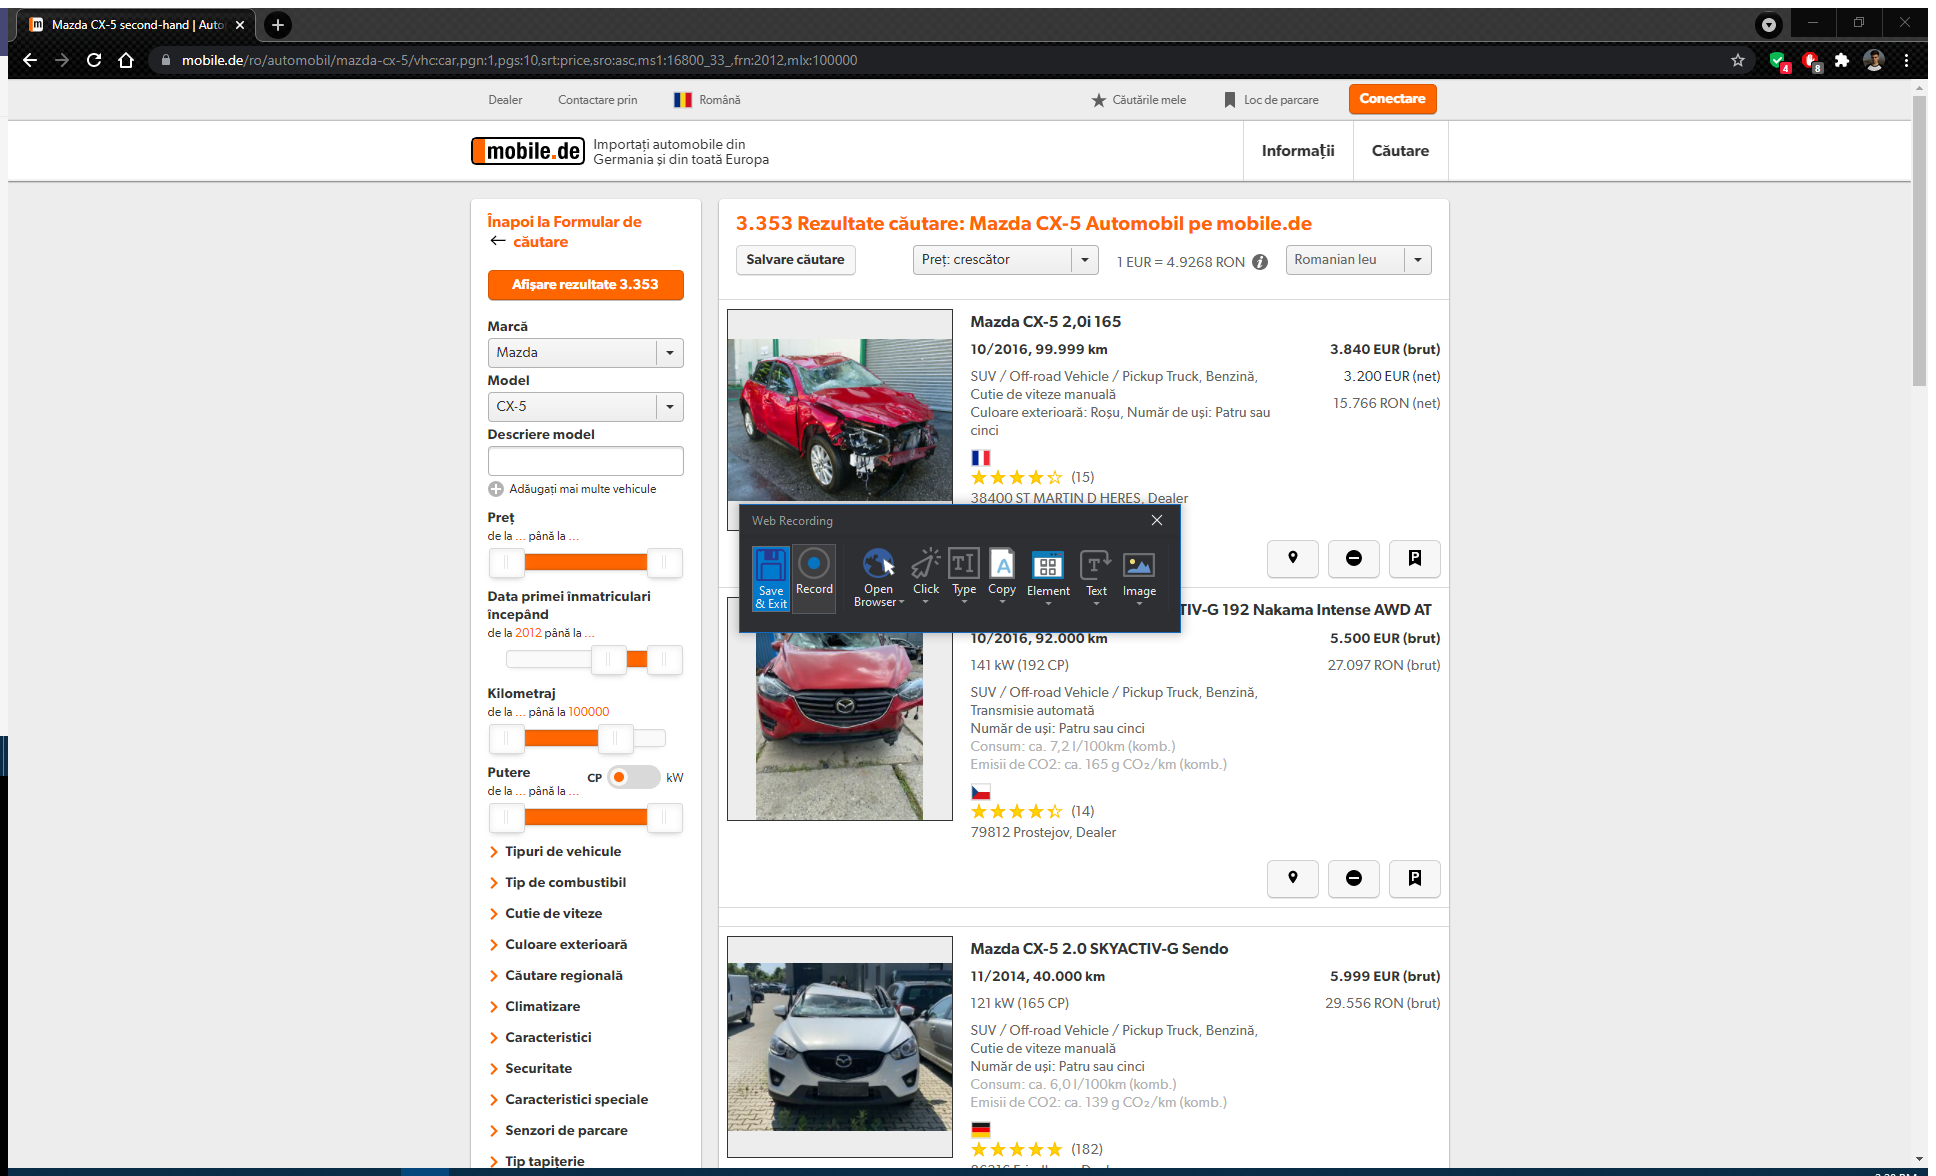 Mazda CX-5 second-hand | Auto
mobile.de/ro/automobil/mazda-cx-5/vhc:car,pgn:1,pgs:10,srt:price,sro:asc,ms1:16800_33_,frn:2012,mlx:100000
4
8
Dealer
Contactare prin
Română
Căutările mele
Loc de parcare
Conectare
mobile.de
Importați automobile din
Germania și din toată Europa
Informații
Căutare
Înapoi la Formular de
căutare
Afișare rezultate 3.353
Marcă
Mazda
Model
CX-5
Descriere model
Adăugați mai multe vehicule
Preț
de la ... până la ...
Data primei înmatriculari
începând
de la 2012 până la ...
Kilometraj
de la ... până la 100000
Putere
CP
kW
de la ... până la ...
Tipuri de vehicule
Tip de combustibil
Cutie de viteze
Culoare exterioară
Căutare regională
Climatizare
Caracteristici
Securitate
Caracteristici speciale
Senzori de parcare
Tip tapițerie
3.353 Rezultate căutare: Mazda CX-5 Automobil pe mobile.de
Salvare căutare
Preț: crescător
1 EUR = 4.9268 RON
Romanian leu
Mazda CX-5 2,0i 165
10/2016, 99.999 km
3.840 EUR (brut)
SUV / Off-road Vehicle / Pickup Truck, Benzină,
3.200 EUR (net)
Cutie de viteze manuală
15.766 RON (net)
Culoare exterioară: Roșu, Număr de uși: Patru sau
cinci
(15)
38400 ST MARTIN D HERES, Dealer
Web Recording
Save
& Exit
Record
Open
Browser
Click
Type
Copy
Element
Text
Image
TIV-G 192 Nakama Intense AWD AT
10/2016, 92.000 km
5.500 EUR (brut)
141 kW (192 CP)
27.097 RON (brut)
SUV / Off-road Vehicle / Pickup Truck, Benzină,
Transmisie automată
Număr de uși: Patru sau cinci
Consum: ca. 7,2 l/100km (komb.)
Emisii de CO2: ca. 165 g CO₂/km (komb.)
(14)
79812 Prostejov, Dealer
Mazda CX-5 2.0 SKYACTIV-G Sendo
11/2014, 40.000 km
5.999 EUR (brut)
121 kW (165 CP)
29.556 RON (brut)
SUV / Off-road Vehicle / Pickup Truck, Benzină,
Cutie de viteze manuală
Număr de uși: Patru sau cinci
Consum: ca. 6,0 l/100km (komb.)
Emisii de CO2: ca. 139 g CO₂/km (komb.)
(182)